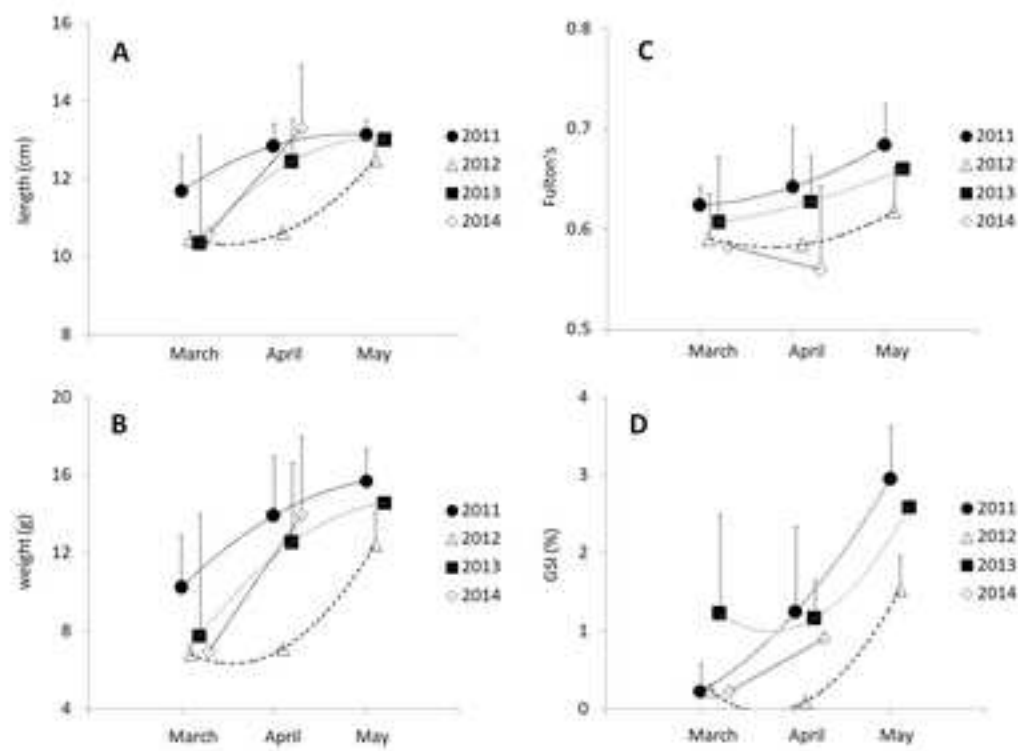 A
length (cm)
16
14
12
10
8
March April May
2011
2012
2013
2014
C
Fulton's
0.8
0.7
0.6
0.5
March April May
2011
2012
2013
2014
B
weight (g)
20
16
12
8
4
March April May
2011
2012
2013
2014
D
GSI (%)
4
3
2
1
0
March April May
2011
2012
2013
2014